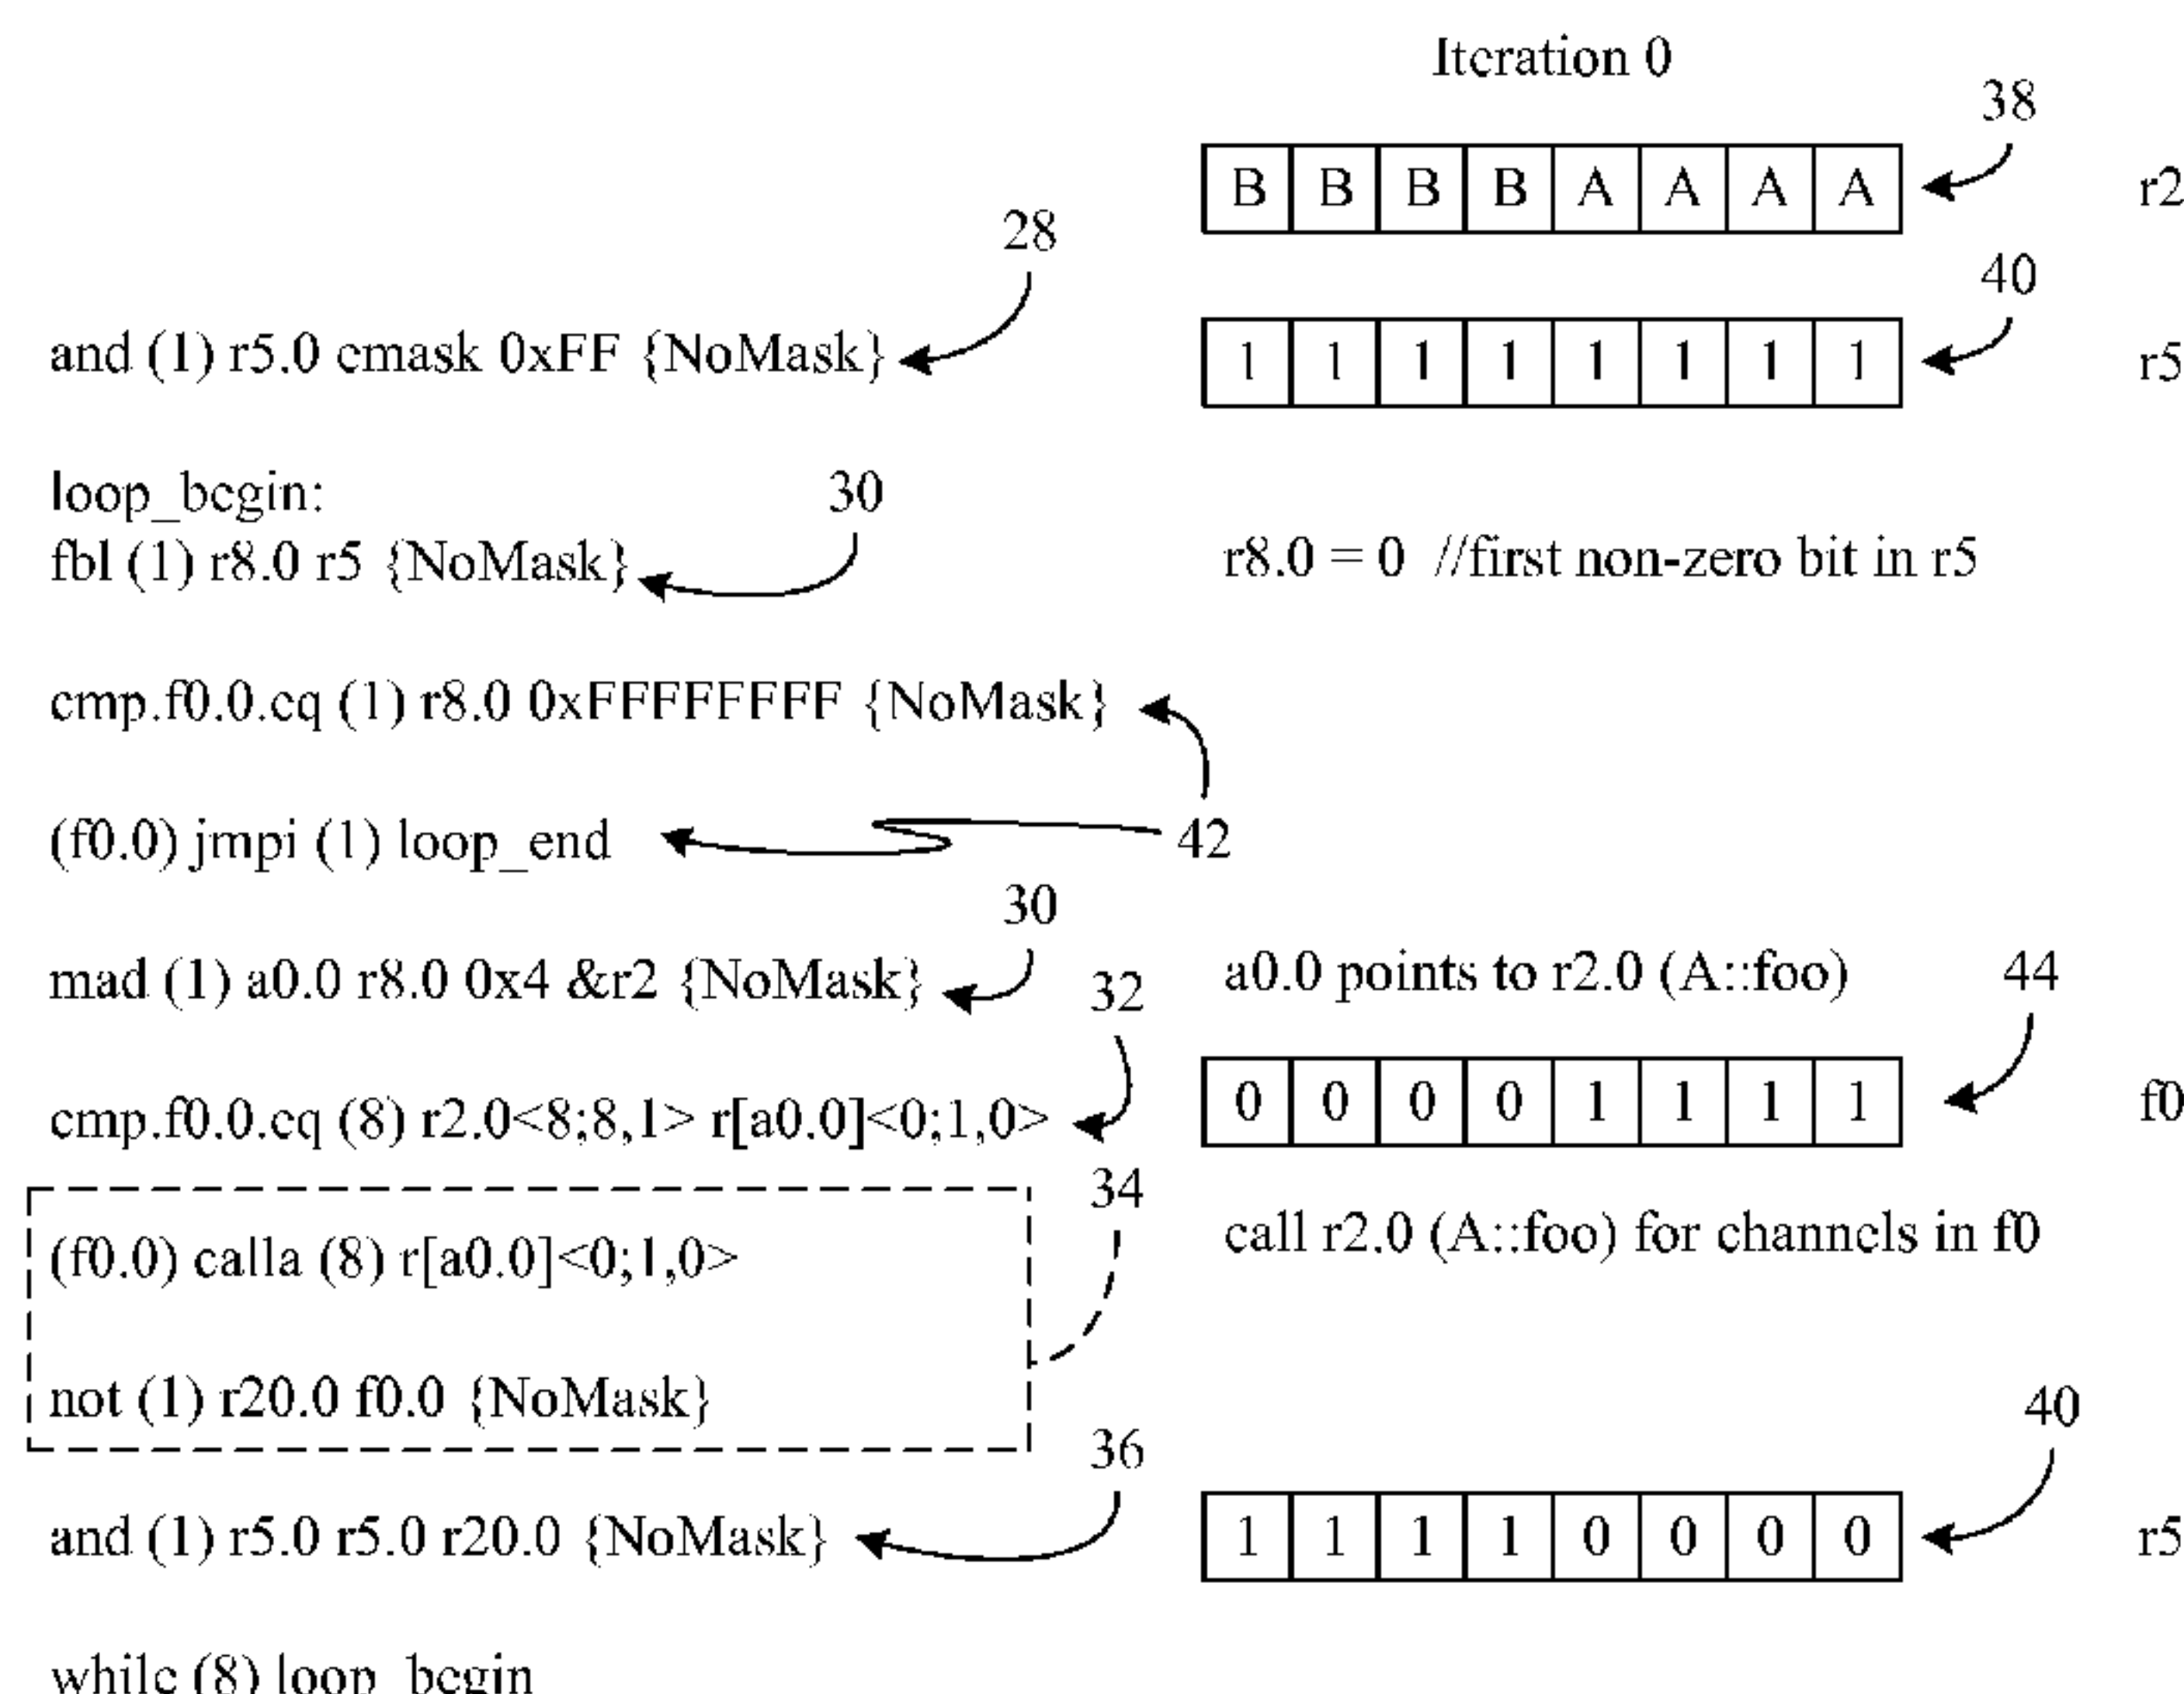 Iteration 0
38
B B B B A A A A
r2
28
40
and (1) r5.0 cmask 0xFF {NoMask}
1 1 1 1 1 1 1 1
r5
loop_begin:
30
fbl (1) r8.0 r5 {NoMask}
r8.0 = 0 //first non-zero bit in r5
cmp.f0.0.eq (1) r8.0 0xFFFFFFFF {NoMask}
(f0.0) jmpi (1) loop_end
42
30
mad (1) a0.0 r8.0 0x4 &r2 {NoMask}
32
a0.0 points to r2.0 (A::foo)
44
cmp.f0.0.eq (8) r2.0<8;8,1> r[a0.0]<0;1,0>
0 0 0 0 1 1 1 1
f0
34
(f0.0) calla (8) r[a0.0]<0;1,0>
call r2.0 (A::foo) for channels in f0
not (1) r20.0 f0.0 {NoMask}
40
36
and (1) r5.0 r5.0 r20.0 {NoMask}
1 1 1 1 0 0 0 0
r5
while (8) loop_begin